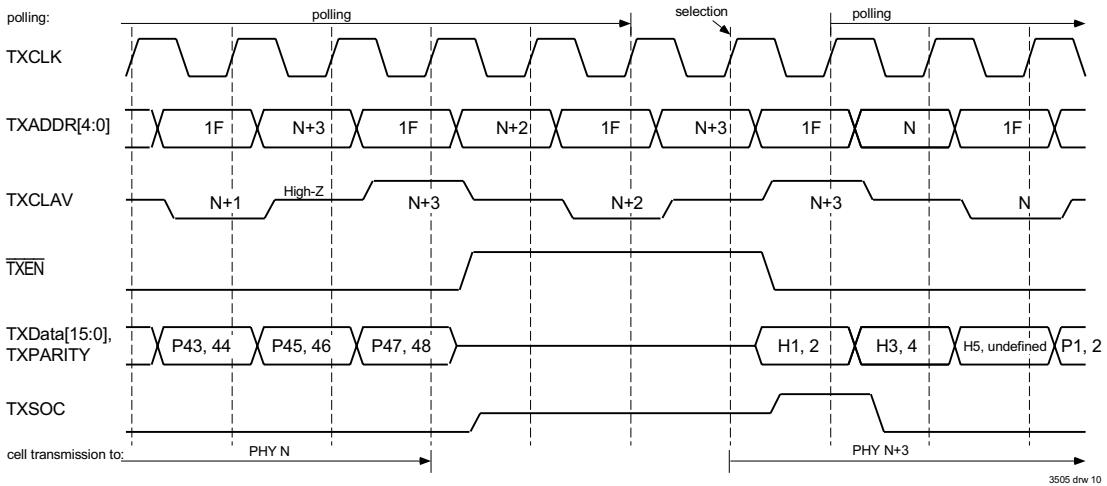 polling: polling selection polling
TXCLK
TXADDR[4:0] 1F N+3 1F N+2 1F N+3 1F N 1F
TXCLAV N+1 High-Z N+3 N+2 N+3 N
TXEN
TXData[15:0], TXPARITY P43, 44 P45, 46 P47, 48 H1, 2 H3, 4 H5, undefined P1, 2
TXSOC
cell transmission to: PHY N PHY N+3
3505 drw 10